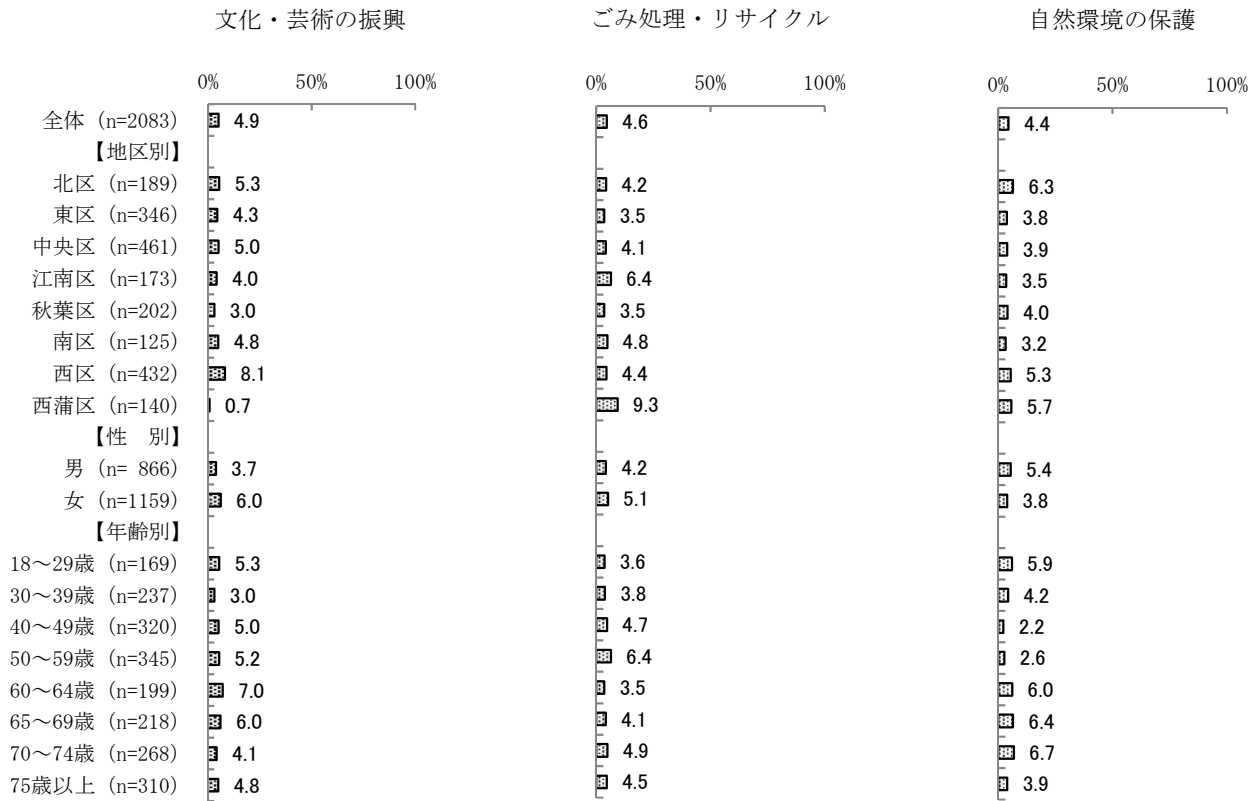 文化・芸術の振興 ごみ処理・リサイクル 自然環境の保護
0% 50% 100% 0% 50% 100% 0% 50% 100%
全体 (n=2083) 4.9 4.6 4.4
【地区別】
北区 (n=189) 5.3 4.2 6.3
東区 (n=346) 4.3 3.5 3.8
中央区 (n=461) 5.0 4.1 3.9
江南区 (n=173) 4.0 6.4 3.5
秋葉区 (n=202) 3.0 3.5 4.0
南区 (n=125) 4.8 4.8 3.2
西区 (n=432) 8.1 4.4 5.3
西蒲区 (n=140) 0.7 9.3 5.7
【性　別】
男 (n= 866) 3.7 4.2 5.4
女 (n=1159) 6.0 5.1 3.8
【年齢別】
18～29歳 (n=169) 5.3 3.6 5.9
30～39歳 (n=237) 3.0 3.8 4.2
40～49歳 (n=320) 5.0 4.7 2.2
50～59歳 (n=345) 5.2 6.4 2.6
60～64歳 (n=199) 7.0 3.5 6.0
65～69歳 (n=218) 6.0 4.1 6.4
70～74歳 (n=268) 4.1 4.9 6.7
75歳以上 (n=310) 4.8 4.5 3.9